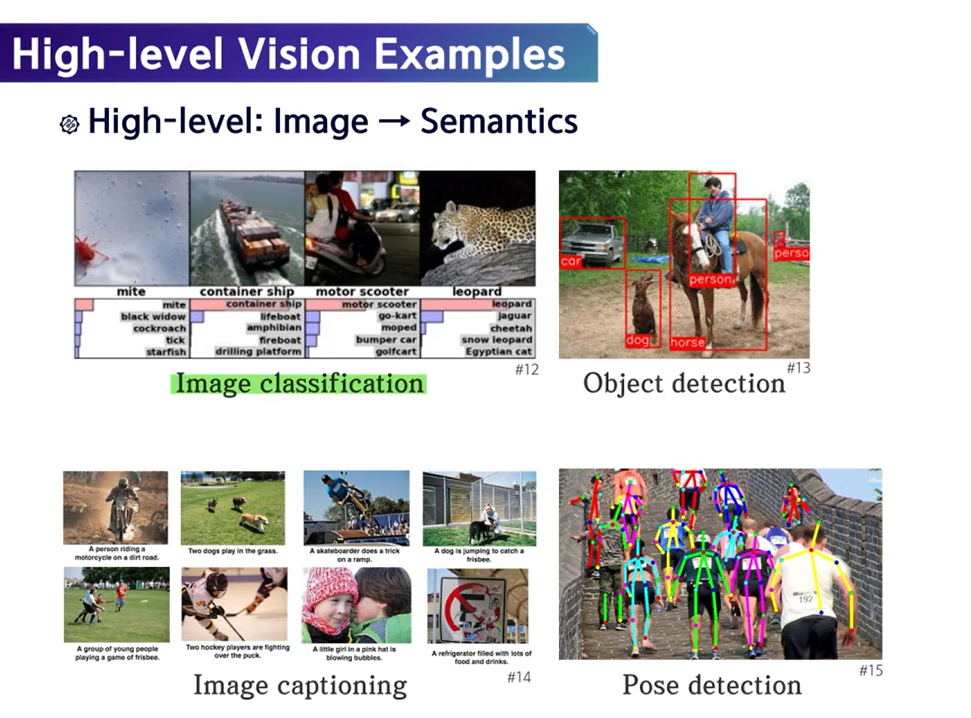 High-level Vision Examples
High-level: Image → Semantics
mite
container ship
motor scooter
leopard
mite
black widow
cockroach
tick
starfish
container ship
lifeboat
amphibian
fireboat
drilling platform
motor scooter
go-kart
moped
bumper car
golfcart
leopard
jaguar
cheetah
snow leopard
Egyptian cat
#12
Image classification
car
person
dog
horse
perso
#13
Object detection
A person riding a
motorcycle on a dirt road.
Two dogs play in the grass.
A skateboarder does a trick
on a ramp.
A dog is jumping to catch a
frisbee.
A group of young people
playing a game of frisbee.
Two hockey players are fighting
over the puck.
A little girl in a pink hat is
blowing bubbles.
A refrigerator filled with lots of
food and drinks.
#14
Image captioning
192
#15
Pose detection